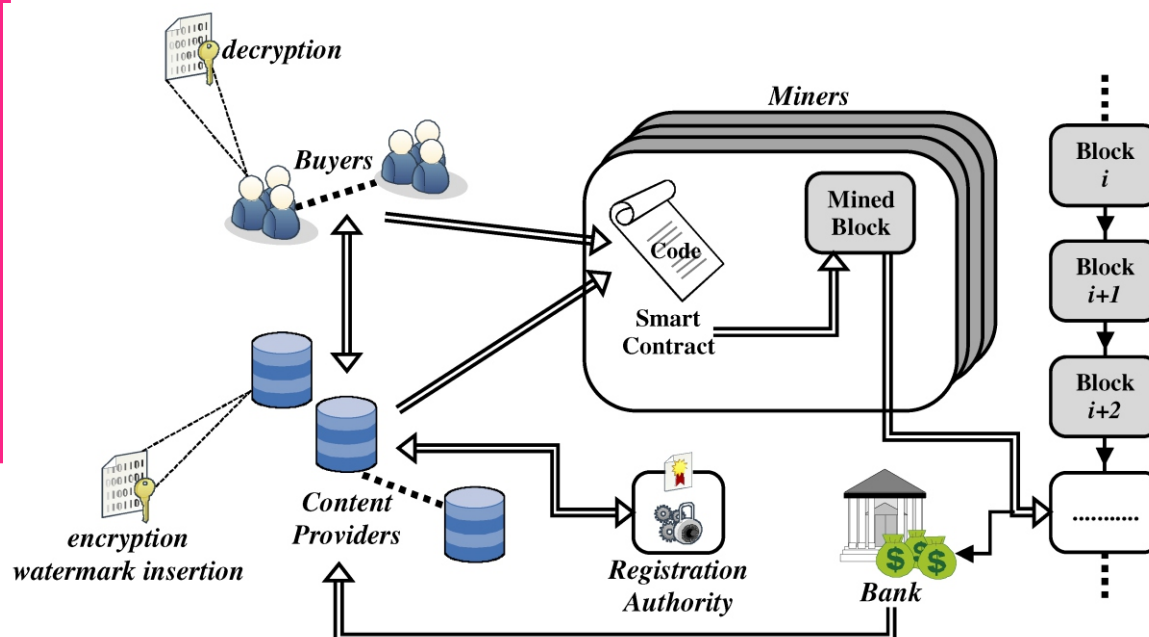 decryption
Buyers
Miners
Code
Smart
Contract
Mined
Block
Block
i
Block
i+1
Block
i+2
............
Content
Providers
encryption
watermark insertion
Registration
Authority
Bank
$ $ $